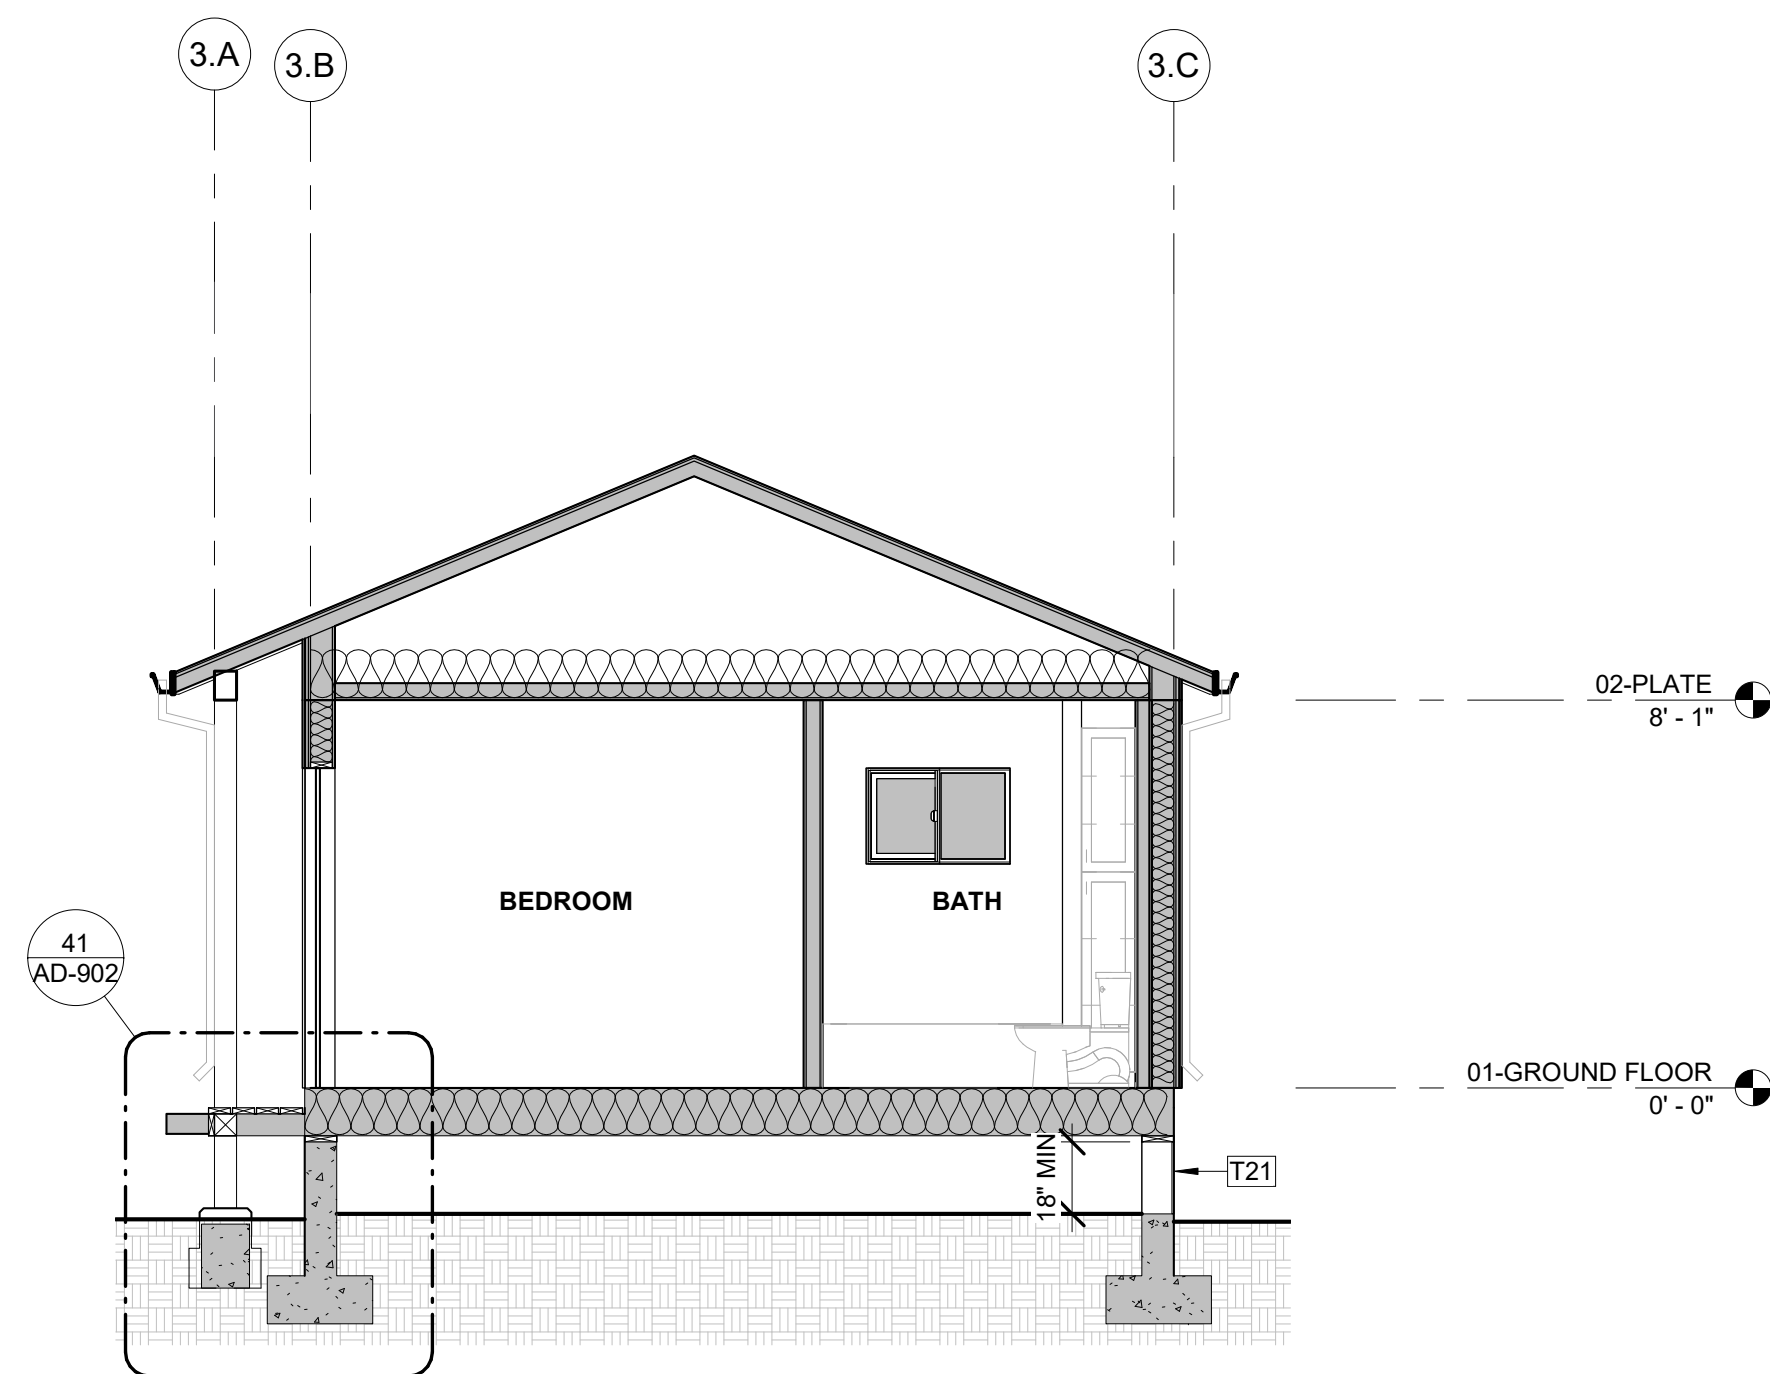 3.A
3.B
3.C
02-PLATE
8' - 1"
BEDROOM
BATH
41
AD-902
01-GROUND FLOOR
0' - 0"
18" MIN
T21